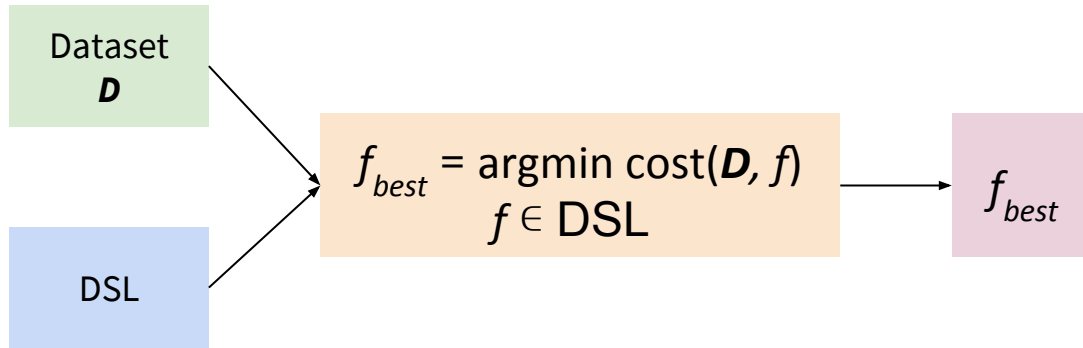 Dataset
D
DSL
f_best = argmin cost(D, f)
f ∈ DSL
f_best